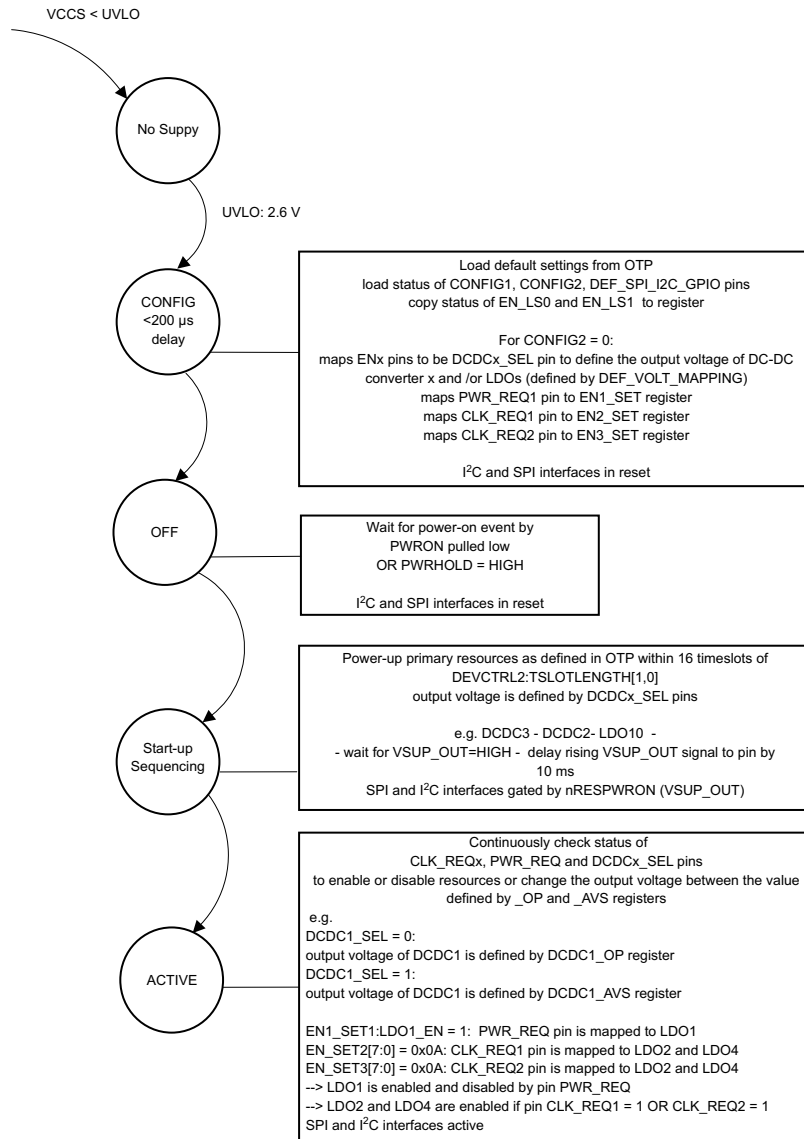 VCCS < UVLO
No Suppy
UVLO: 2.6 V
CONFIG
<200 µs
delay
Load default settings from OTP
load status of CONFIG1, CONFIG2, DEF_SPI_I2C_GPIO pins
copy status of EN_LS0 and EN_LS1 to register
For CONFIG2 = 0:
maps ENx pins to be DCDCx_SEL pin to define the output voltage of DC-DC
converter x and /or LDOs (defined by DEF_VOLT_MAPPING)
maps PWR_REQ1 pin to EN1_SET register
maps CLK_REQ1 pin to EN2_SET register
maps CLK_REQ2 pin to EN3_SET register
I²C and SPI interfaces in reset
OFF
Wait for power-on event by
PWRON pulled low
OR PWRHOLD = HIGH
I²C and SPI interfaces in reset
Start-up
Sequencing
Power-up primary resources as defined in OTP within 16 timeslots of
DEVCTRL2:TSLOTLENGTH[1,0]
output voltage is defined by DCDCx_SEL pins
e.g. DCDC3 - DCDC2- LDO10 -
- wait for VSUP_OUT=HIGH - delay rising VSUP_OUT signal to pin by
10 ms
SPI and I²C interfaces gated by nRESPWRON (VSUP_OUT)
ACTIVE
Continuously check status of
CLK_REQx, PWR_REQ and DCDCx_SEL pins
to enable or disable resources or change the output voltage between the value
defined by _OP and _AVS registers
e.g.
DCDC1_SEL = 0:
output voltage of DCDC1 is defined by DCDC1_OP register
DCDC1_SEL = 1:
output voltage of DCDC1 is defined by DCDC1_AVS register
EN1_SET1:LDO1_EN = 1: PWR_REQ pin is mapped to LDO1
EN_SET2[7:0] = 0x0A: CLK_REQ1 pin is mapped to LDO2 and LDO4
EN_SET3[7:0] = 0x0A: CLK_REQ2 pin is mapped to LDO2 and LDO4
--> LDO1 is enabled and disabled by pin PWR_REQ
--> LDO2 and LDO4 are enabled if pin CLK_REQ1 = 1 OR CLK_REQ2 = 1
SPI and I²C interfaces active